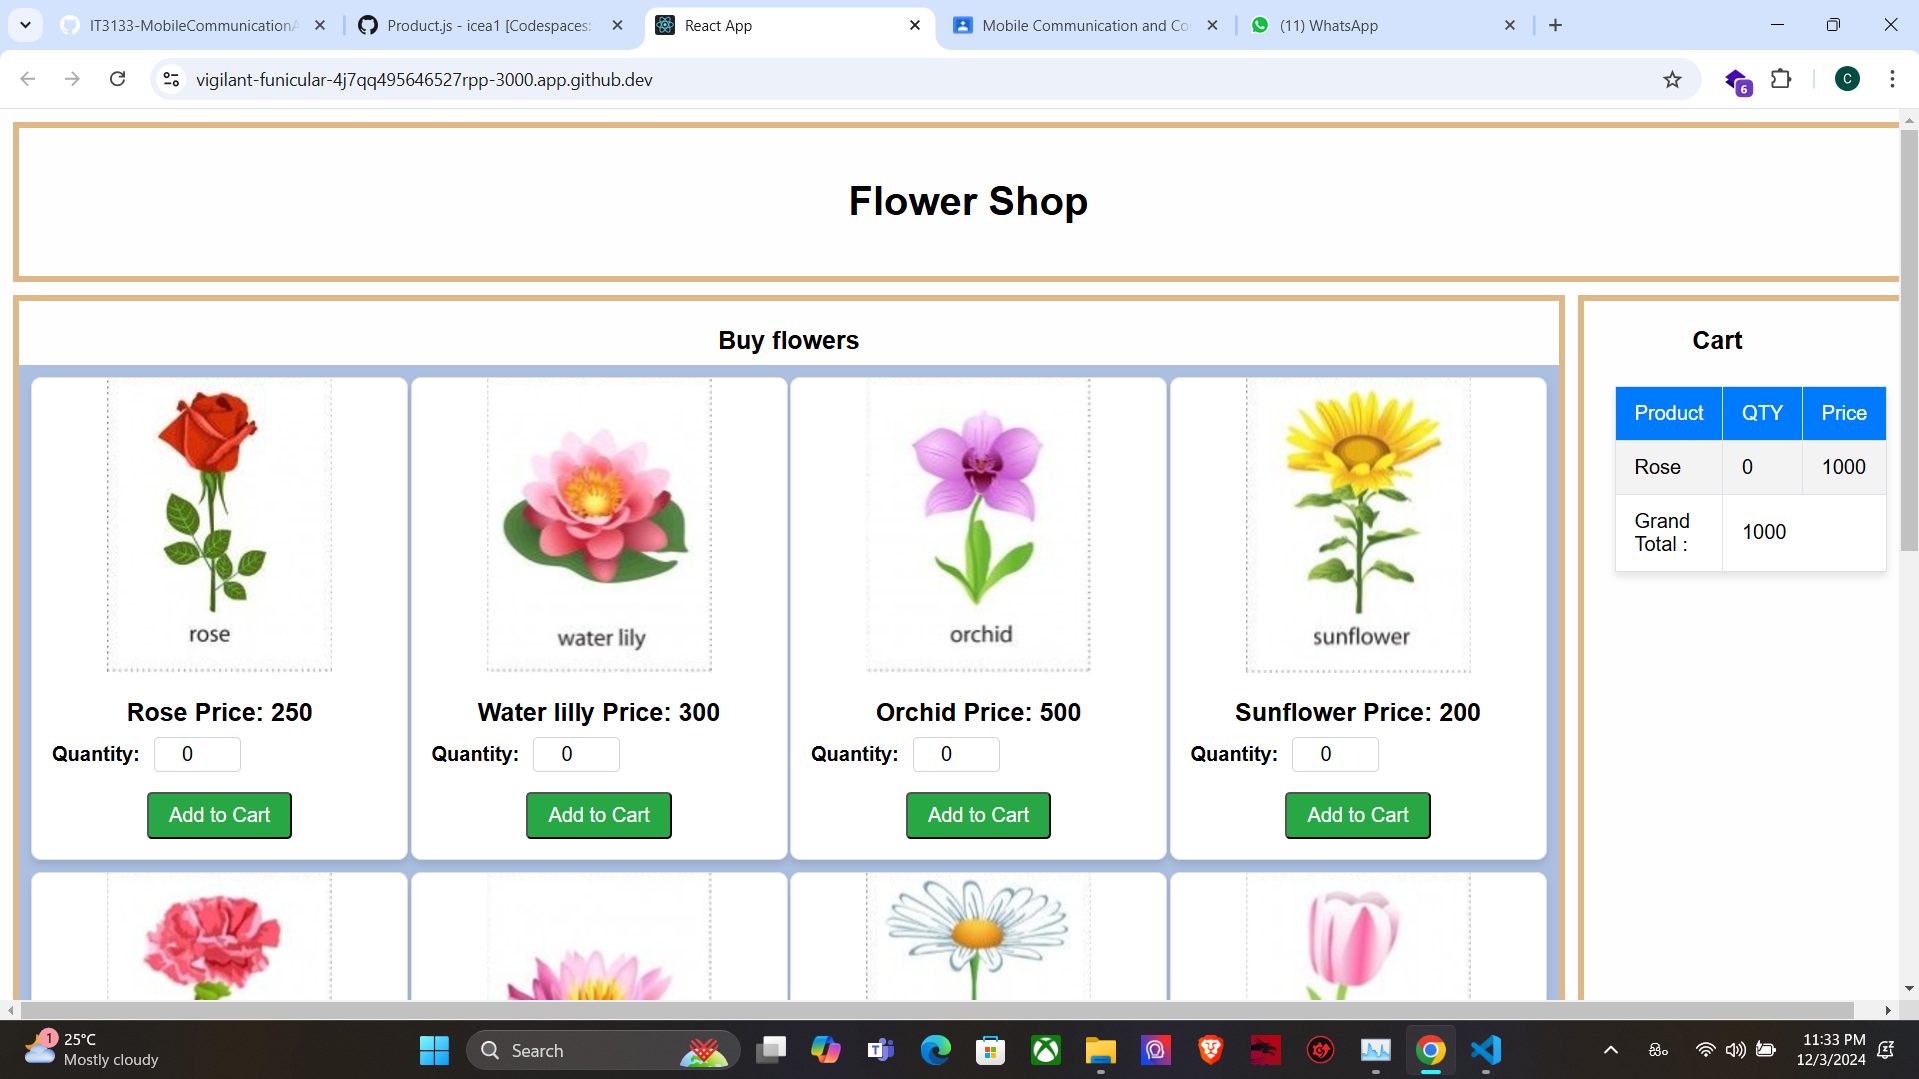 IT3133-MobileCommunicationA
Product.js - icea1 [Codespaces:
React App
Mobile Communication and Co
(11) WhatsApp
vigilant-funicular-4j7qq495646527rpp-3000.app.github.dev
6
C
Flower Shop
Buy flowers
Cart
rose
water lily
orchid
sunflower
Product QTY Price
Rose 0 1000
Grand Total : 1000
Rose Price: 250
Water lilly Price: 300
Orchid Price: 500
Sunflower Price: 200
Quantity: 0
Quantity: 0
Quantity: 0
Quantity: 0
Add to Cart
Add to Cart
Add to Cart
Add to Cart
1
25°C
Mostly cloudy
Search
11:33 PM
12/3/2024